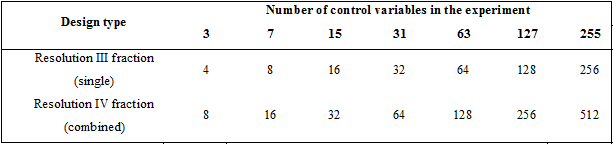 Design type Number of control variables in the experiment
3 7 15 31 63 127 255
Resolution III fraction
(single) 4 8 16 32 64 128 256
Resolution IV fraction
(combined) 8 16 32 64 128 256 512